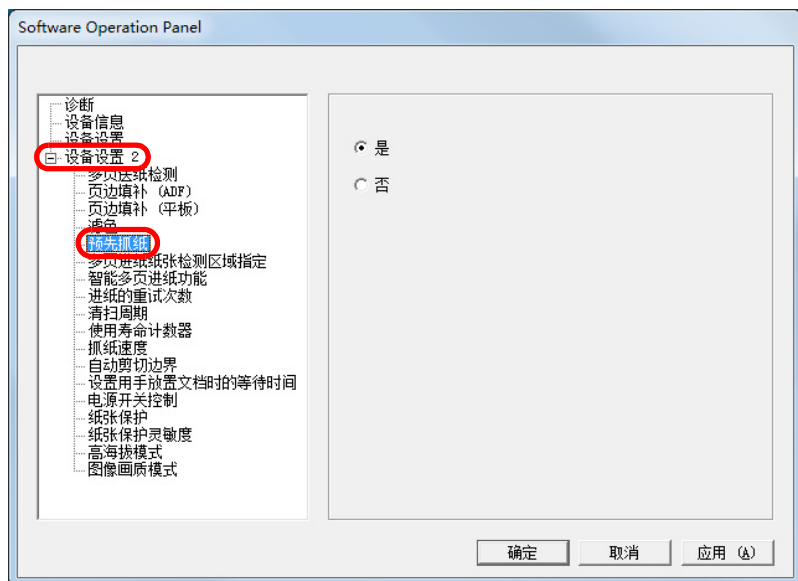 Software Operation Panel
诊断
设备信息
设备设置
设备设置 2
多页送纸检测
页边填补 (ADF)
页边填补 (平板)
滤色
预先抓纸
多页进纸纸张检测区域指定
智能多页进纸功能
进纸的重试次数
清扫周期
使用寿命计数器
抓纸速度
自动剪切边界
设置用手放置文档时的等待时间
电源开关控制
纸张保护
纸张保护灵敏度
高海拔模式
图像画质模式
是
否
确定
取消
应用 (A)